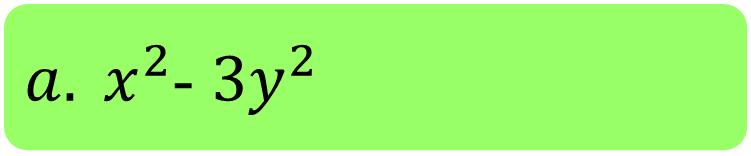 a. x²- 3y²